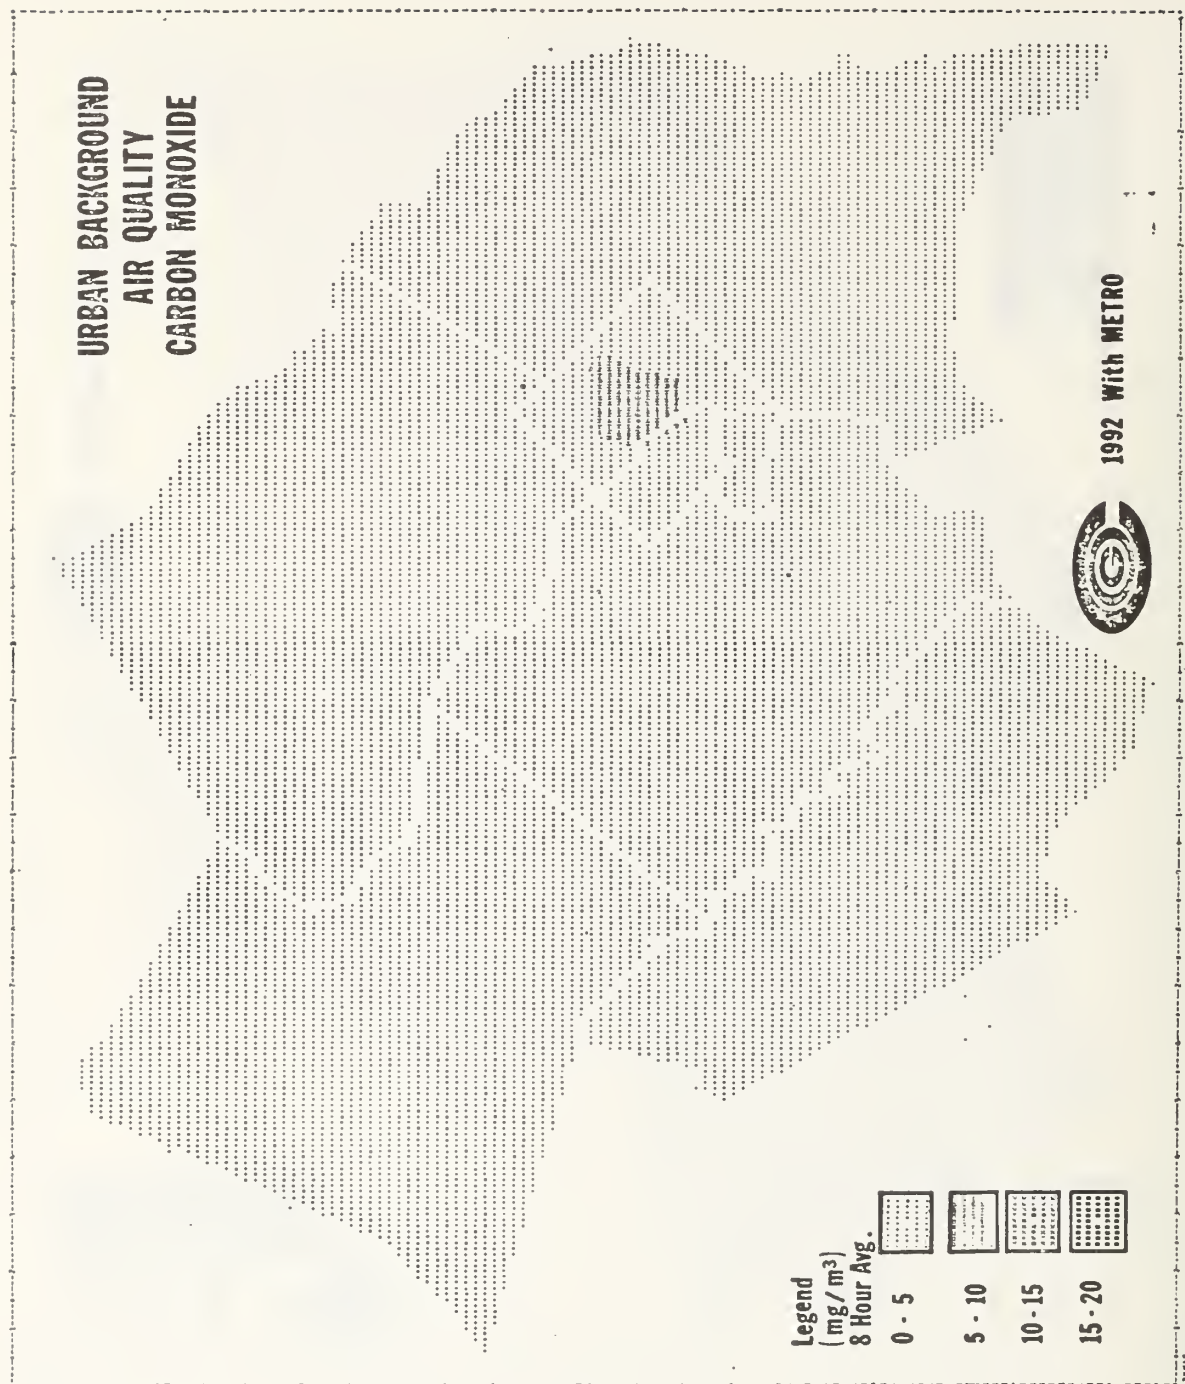 URBAN BACKGROUND
AIR QUALITY
CARBON MONOXIDE
Legend
(mg/m³)
8 Hour Avg.
0 - 5
5 - 10
10 - 15
15 - 20
1992 With METRO